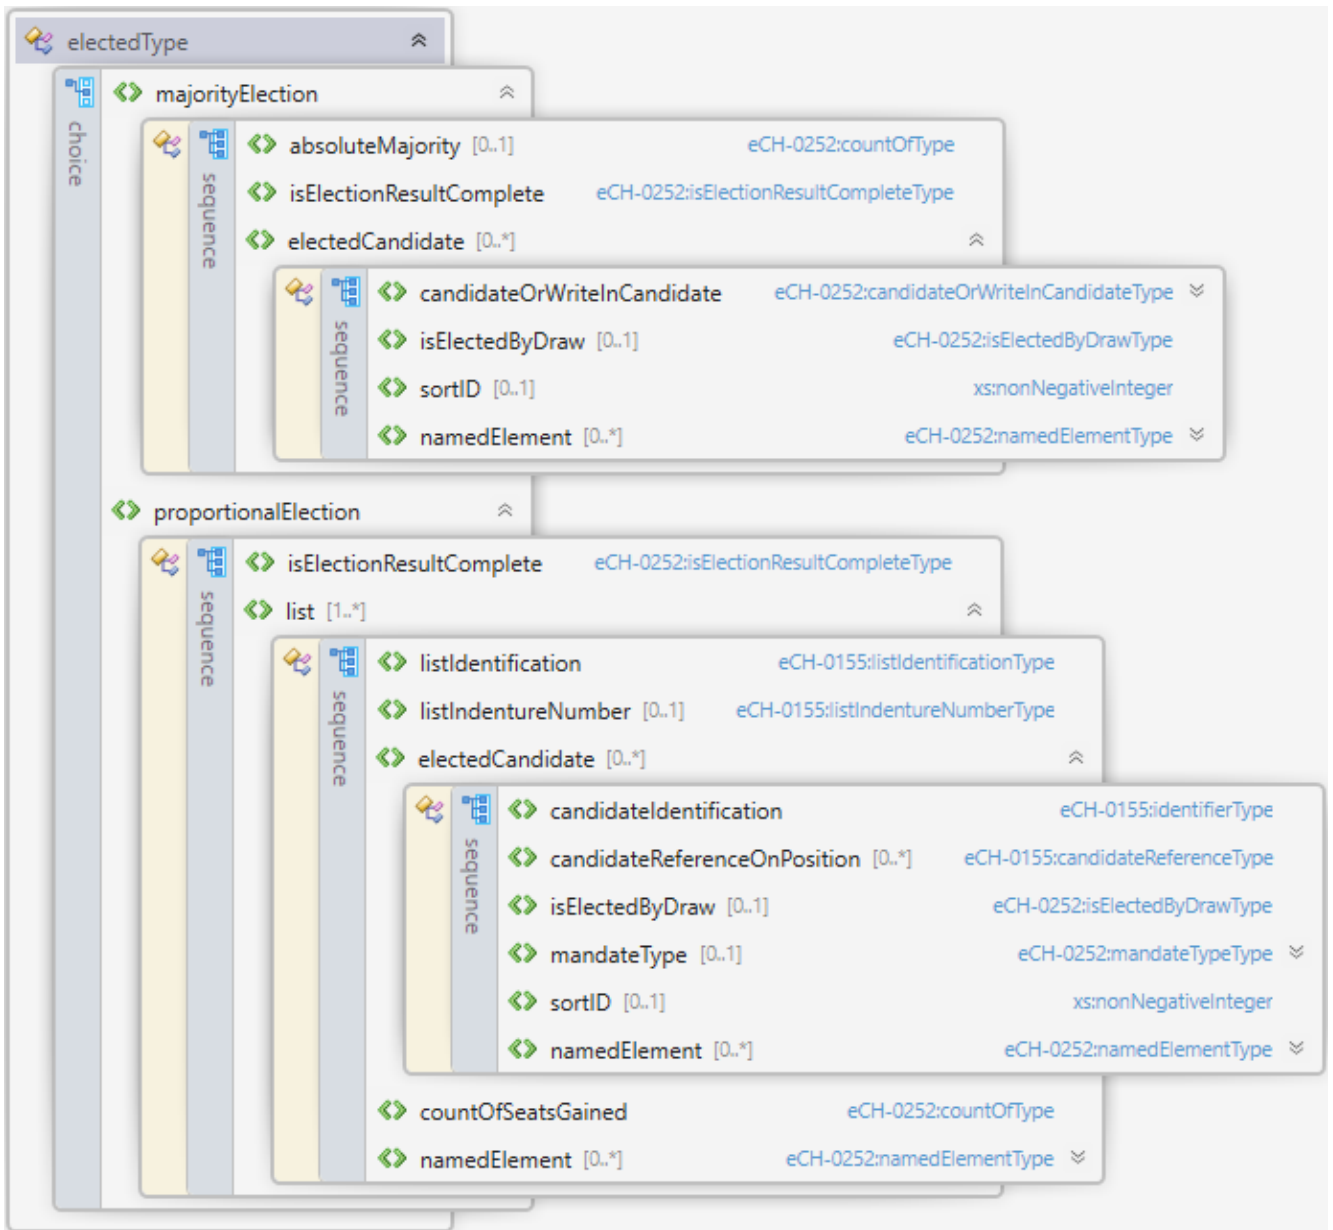 electedType
choice
majorityElection
sequence
absoluteMajority [0..1] eCH-0252:countOfType
isElectionResultComplete eCH-0252:isElectionResultCompleteType
electedCandidate [0..*]
sequence
candidateOrWriteInCandidate eCH-0252:candidateOrWriteInCandidateType
isElectedByDraw [0..1] eCH-0252:isElectedByDrawType
sortID [0..1] xs:nonNegativeInteger
namedElement [0..*] eCH-0252:namedElementType
proportionalElection
sequence
isElectionResultComplete eCH-0252:isElectionResultCompleteType
list [1..*]
sequence
listIdentification eCH-0155:listIdentificationType
listIndentureNumber [0..1] eCH-0155:listIndentureNumberType
electedCandidate [0..*]
sequence
candidateIdentification eCH-0155:identifierType
candidateReferenceOnPosition [0..*] eCH-0155:candidateReferenceType
isElectedByDraw [0..1] eCH-0252:isElectedByDrawType
mandateType [0..1] eCH-0252:mandateTypeType
sortID [0..1] xs:nonNegativeInteger
namedElement [0..*] eCH-0252:namedElementType
countOfSeatsGained eCH-0252:countOfType
namedElement [0..*] eCH-0252:namedElementType